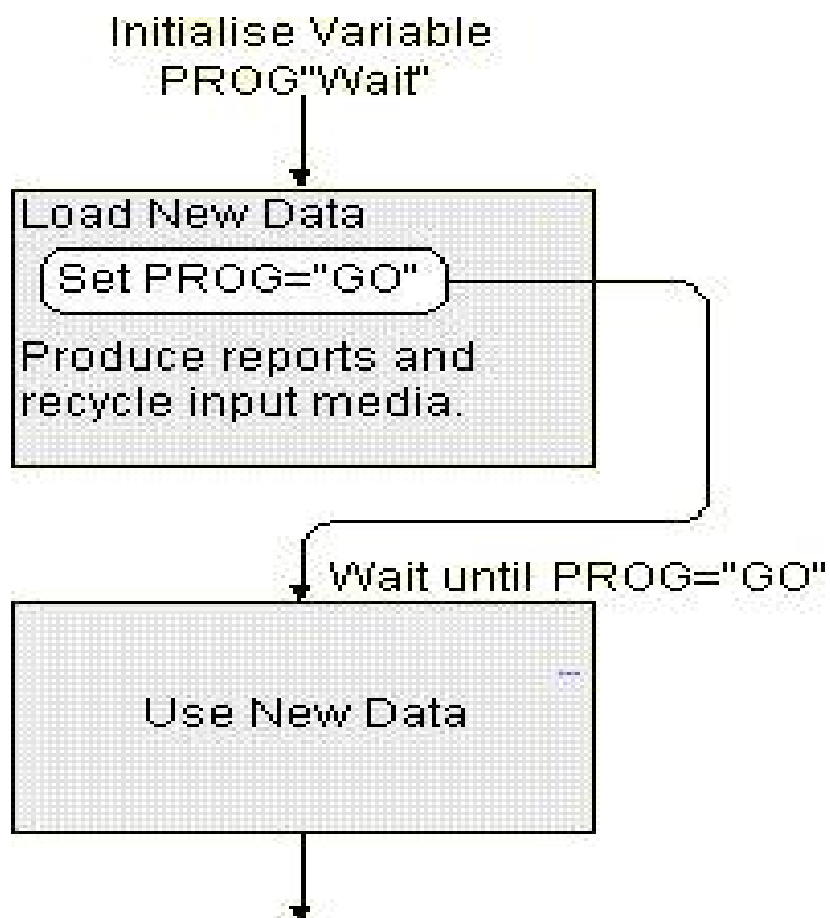 Initialise Variable
PROG"Wait"
Load New Data
Set PROG="GO"
Produce reports and
recycle input media.
Wait until PROG="GO"
Use New Data